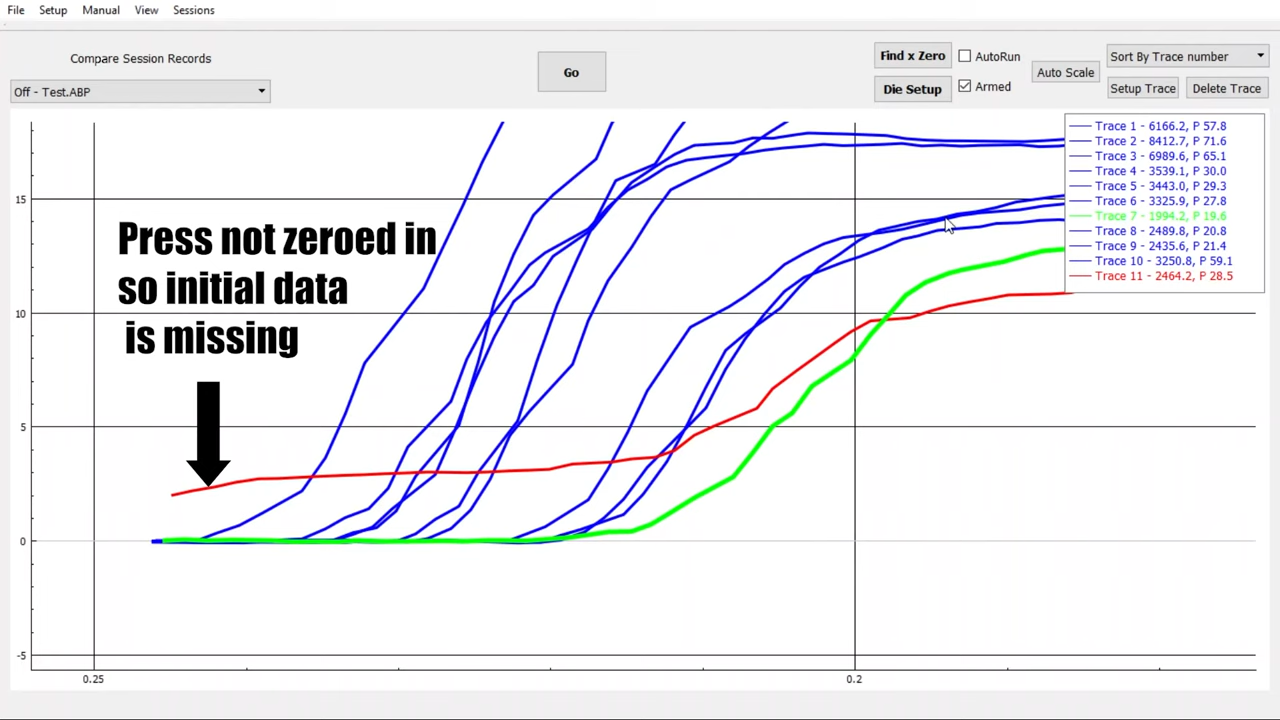 File Setup Manual View Sessions
Compare Session Records
Off - Test.ABP
Go
Find x Zero
AutoRun
Die Setup
Armed
Auto Scale
Sort By Trace number
Setup Trace
Delete Trace
Trace 1 - 6166.2, P 57.8
Trace 2 - 8412.7, P 71.6
Trace 3 - 6989.6, P 65.1
Trace 4 - 3539.1, P 30.0
Trace 5 - 3443.0, P 29.3
Trace 6 - 3325.9, P 27.8
Trace 7 - 1994.2, P 19.6
Trace 8 - 2489.8, P 20.8
Trace 9 - 2435.6, P 21.4
Trace 10 - 3250.8, P 59.1
Trace 11 - 2464.2, P 28.5
Press not zeroed in
so initial data
is missing
15
10
5
0
-5
0.25
0.2